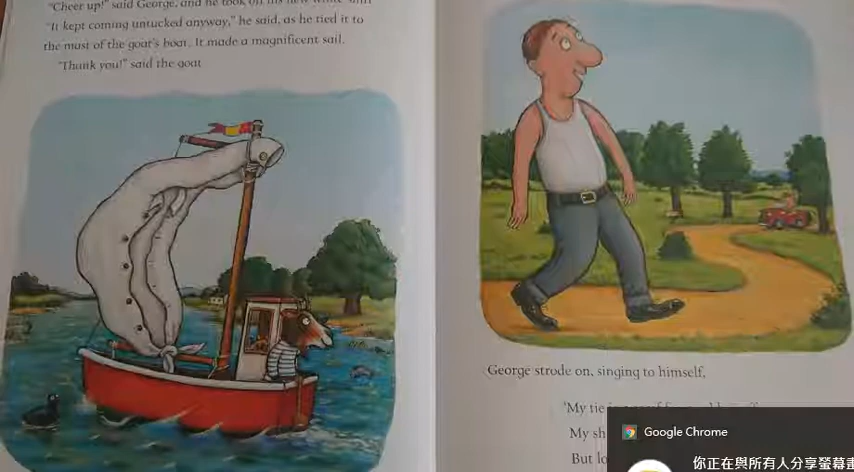 "Cheer up!" said George, and he took off his new white shirt
"It kept coming untucked anyway," he said, as he tied it to
the mast of the goat's boat. It made a magnificent sail.
"Thank you!" said the goat
George strode on, singing to himself,
'My tie is
My sh
But
Google Chrome
你正在與所有人分享螢幕畫